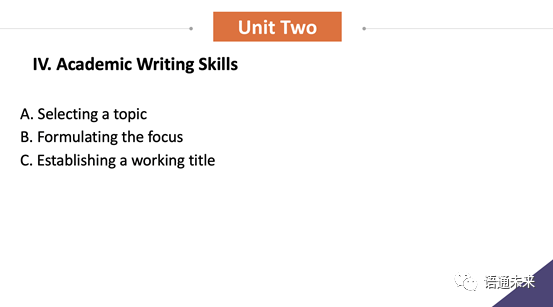 Unit Two
IV. Academic Writing Skills
A. Selecting a topic
B. Formulating the focus
C. Establishing a working title
语通未来